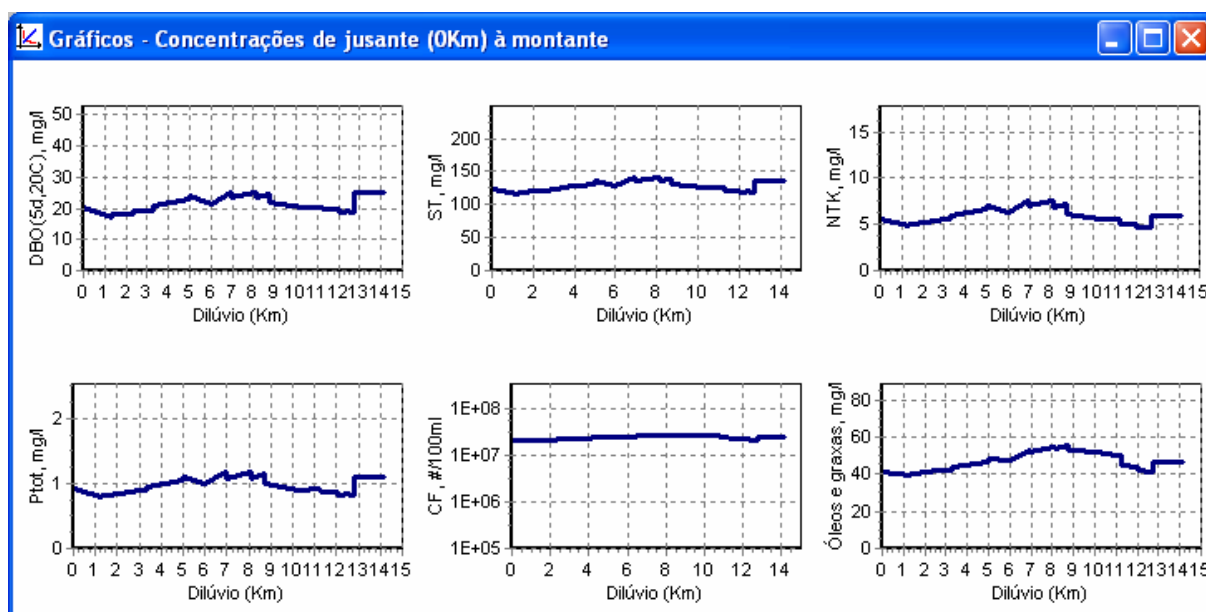 Gráficos - Concentrações de jusante (0Km) à montante
DBO(5d,20C), mg/l
50
40
30
20
10
0
0 1 2 3 4 5 6 7 8 9 10 11 12 13 14 15
Dilúvio (Km)
ST, mg/l
200
150
100
50
0
0 2 4 6 8 10 12 14
Dilúvio (Km)
NTK, mg/l
15
10
5
0
0 1 2 3 4 5 6 7 8 9 10 11 12 13 14 15
Dilúvio (Km)
Ptot, mg/l
2
1
0
0 1 2 3 4 5 6 7 8 9 10 11 12 13 14 15
Dilúvio (Km)
CF, #/100ml
1E+08
1E+07
1E+06
1E+05
0 2 4 6 8 10 12 14
Dilúvio (Km)
Óleos e graxas, mg/l
80
60
40
20
0
0 1 2 3 4 5 6 7 8 9 10 11 12 13 14 15
Dilúvio (Km)